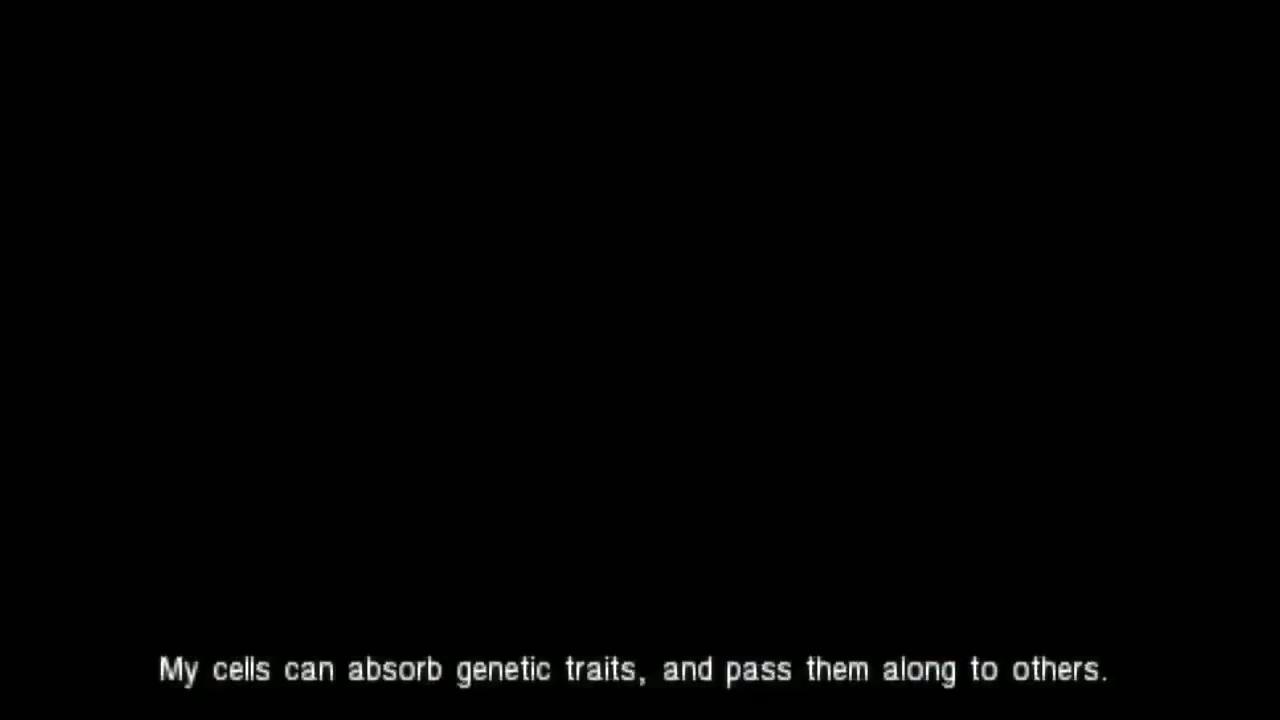 My cells can absorb genetic traits, and pass them along to others.